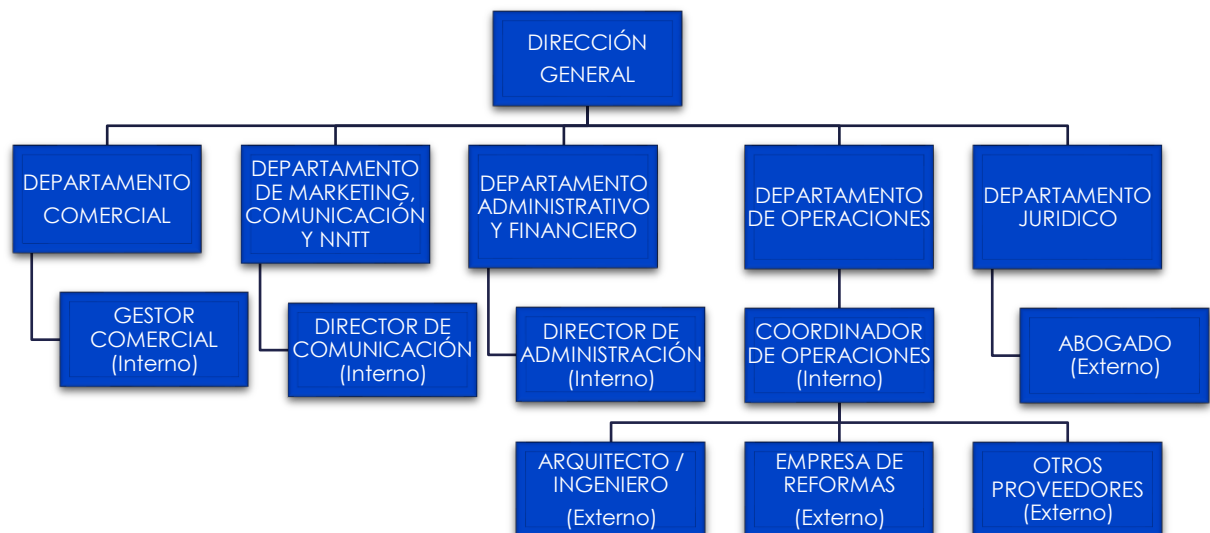 DIRECCIÓN
GENERAL
DEPARTAMENTO
COMERCIAL
DEPARTAMENTO
DE MARKETING,
COMUNICACIÓN
Y NNTT
DEPARTAMENTO
ADMINISTRATIVO
Y FINANCIERO
DEPARTAMENTO
DE OPERACIONES
DEPARTAMENTO
JURIDICO
GESTOR
COMERCIAL
(Interno)
DIRECTOR DE
COMUNICACIÓN
(Interno)
DIRECTOR DE
ADMINISTRACIÓN
(Interno)
COORDINADOR
DE OPERACIONES
(Interno)
ABOGADO
(Externo)
ARQUITECTO /
INGENIERO
(Externo)
EMPRESA DE
REFORMAS
(Externo)
OTROS
PROVEEDORES
(Externo)